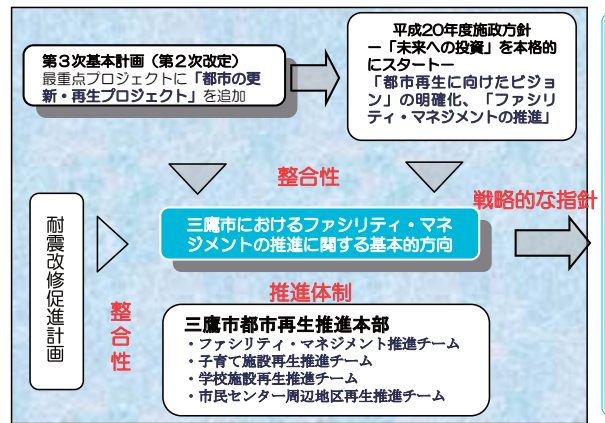 第3次基本計画（第2次改定）
最重点プロジェクトに「都市の更
新・再生プロジェクト」を追加
平成20年度施政方針
－「未来への投資」を本格的
にスタート－
「都市再生に向けたビジョ
ン」の明確化、「ファシリ
ティ・マネジメントの推進」
整合性
戦略的な指針
耐震改修促進計画
整合性
三鷹市におけるファシリティ・マネ
ジメントの推進に関する基本的方向
推進体制
三鷹市都市再生推進本部
・ファシリティ・マネジメント推進チーム
・子育て施設再生推進チーム
・学校施設再生推進チーム
・市民センター周辺地区再生推進チーム